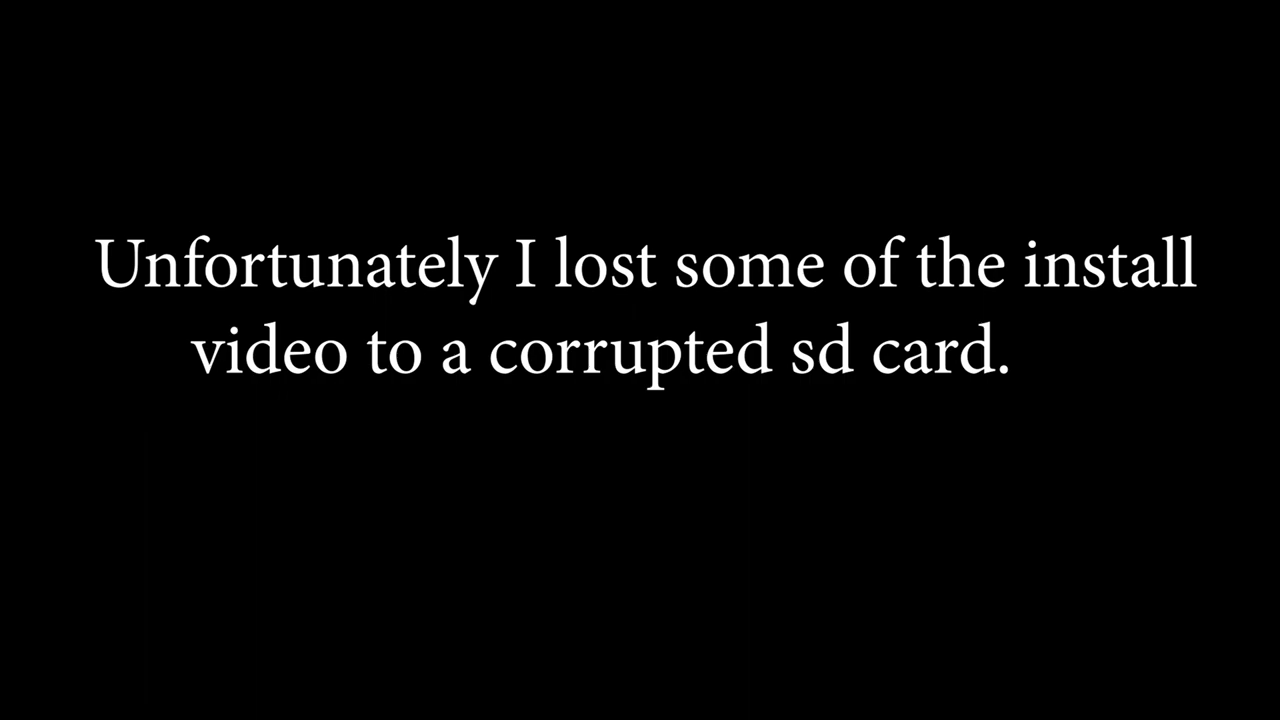 Unfortunately I lost some of the install
video to a corrupted sd card.